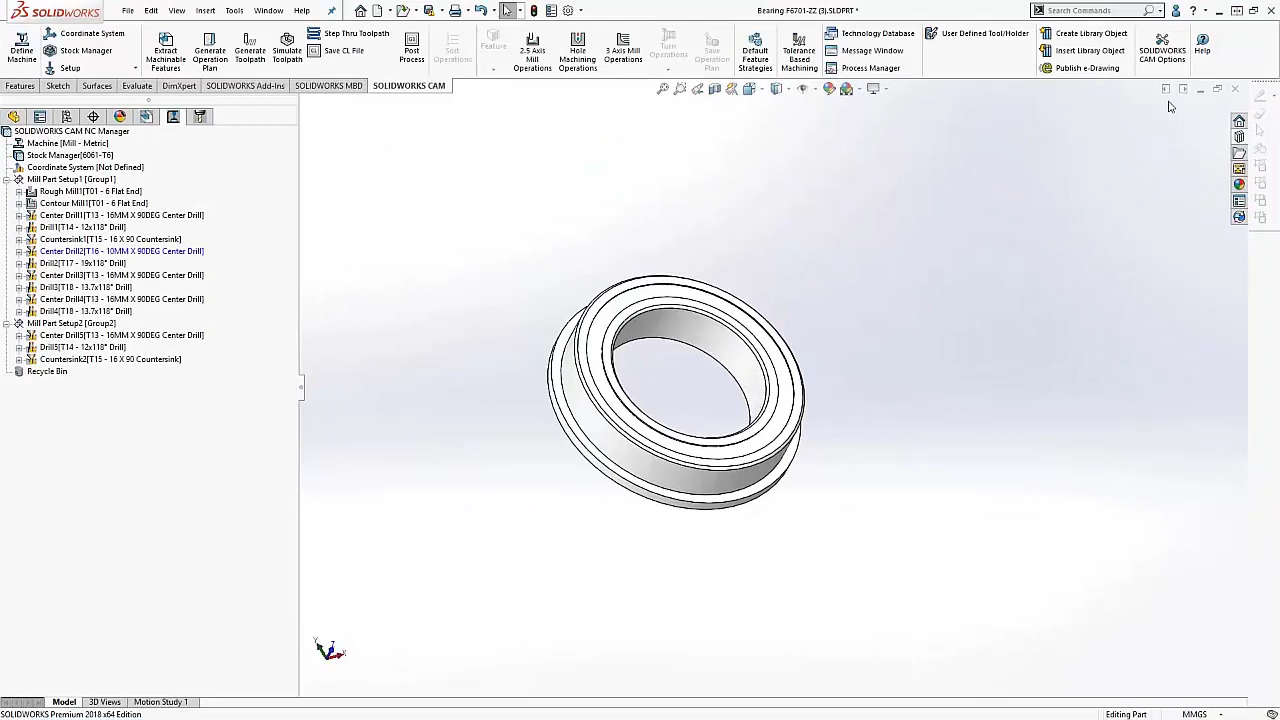 SOLIDWORKS File Edit View Insert Tools Window Help Bearing F6701-ZZ (3).SLDPRT * Search Commands
Define Machine
Coordinate System
Stock Manager
Setup
Extract Machinable Features
Generate Operation Plan
Generate Toolpath
Simulate Toolpath
Step Thru Toolpath
Save CL File
Post Process
Sort Operations
Feature
2.5 Axis Mill Operations
Hole Machining Operations
3 Axis Mill Operations
Turn Operations
Save Operation Plan
Default Feature Strategies
Tolerance Based Machining
Technology Database
Message Window
Process Manager
User Defined Tool/Holder
Create Library Object
Insert Library Object
Publish e-Drawing
SOLIDWORKS CAM Options
Help
Features Sketch Surfaces Evaluate DimXpert SOLIDWORKS Add-Ins SOLIDWORKS MBD SOLIDWORKS CAM
SOLIDWORKS CAM NC Manager
Machine [Mill - Metric]
Stock Manager[6061-T6]
Coordinate System [Not Defined]
Mill Part Setup1 [Group1]
Rough Mill1[T01 - 6 Flat End]
Contour Mill1[T01 - 6 Flat End]
Center Drill1[T13 - 16MM X 90DEG Center Drill]
Drill1[T14 - 12x118° Drill]
Countersink1[T15 - 16 X 90 Countersink]
Center Drill2[T16 - 10MM X 90DEG Center Drill]
Drill2[T17 - 19x118° Drill]
Center Drill3[T13 - 16MM X 90DEG Center Drill]
Drill3[T18 - 13.7x118° Drill]
Center Drill4[T13 - 16MM X 90DEG Center Drill]
Drill4[T18 - 13.7x118° Drill]
Mill Part Setup2 [Group2]
Center Drill5[T13 - 16MM X 90DEG Center Drill]
Drill5[T14 - 12x118° Drill]
Countersink2[T15 - 16 X 90 Countersink]
Recycle Bin
Y Z X
Model 3D Views Motion Study 1
SOLIDWORKS Premium 2018 x64 Edition Editing Part MMGS